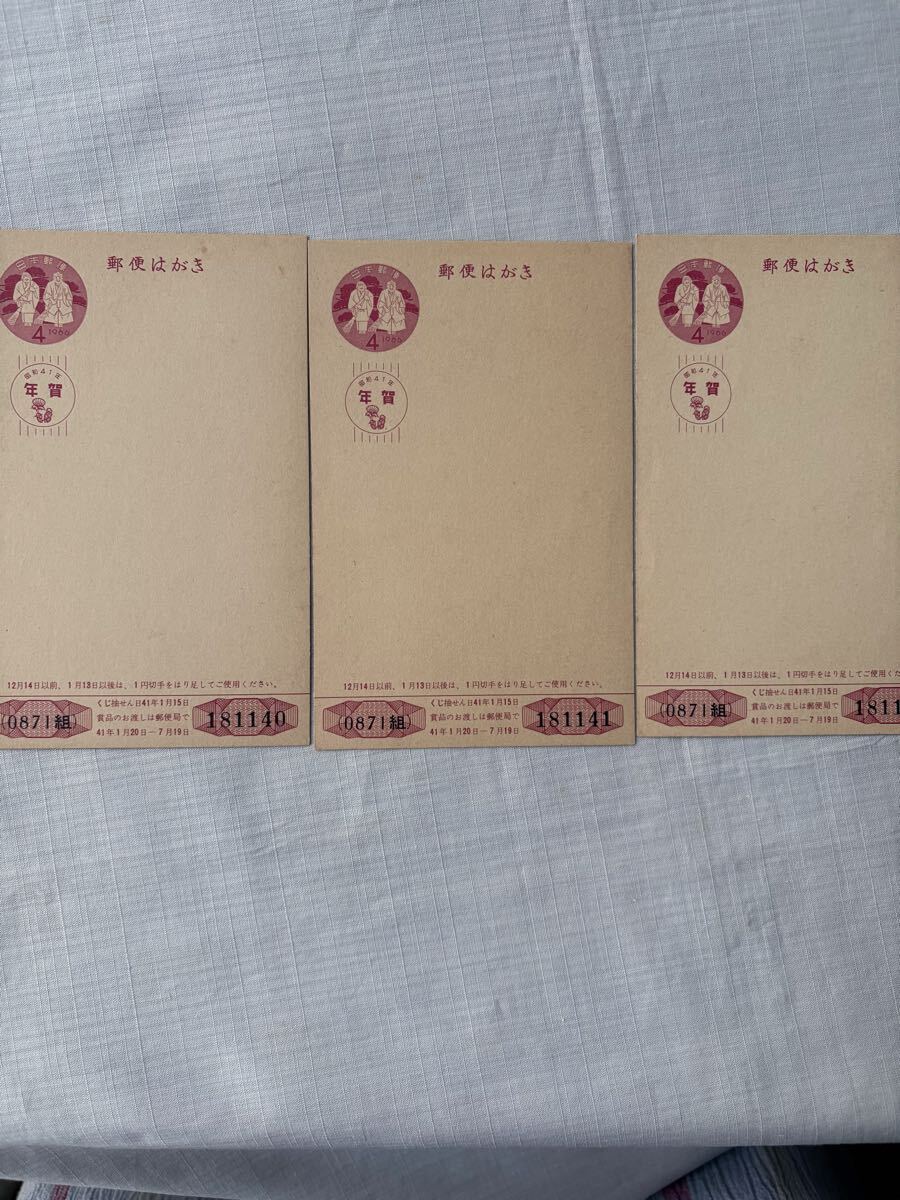 郵便はがき
日本郵便
4 1966
昭和41年
年賀
12月14日以前、1月13日以後は、1円切手をはり足してご使用ください。
(0871組)
くじ抽せん日41年1月15日
賞品のお渡しは郵便局で
41年1月20日―7月19日
181140
郵便はがき
日本郵便
4 1966
昭和41年
年賀
12月14日以前、1月13日以後は、1円切手をはり足してご使用ください。
(0871組)
くじ抽せん日41年1月15日
賞品のお渡しは郵便局で
41年1月20日―7月19日
181141
郵便はがき
日本郵便
4 1966
昭和41年
年賀
12月14日以前、1月13日以後は、1円切手をはり足してご使用くだ
(0871組)
くじ抽せん日41年1月15日
賞品のお渡しは郵便局で
41年1月20日―7月19日
1811